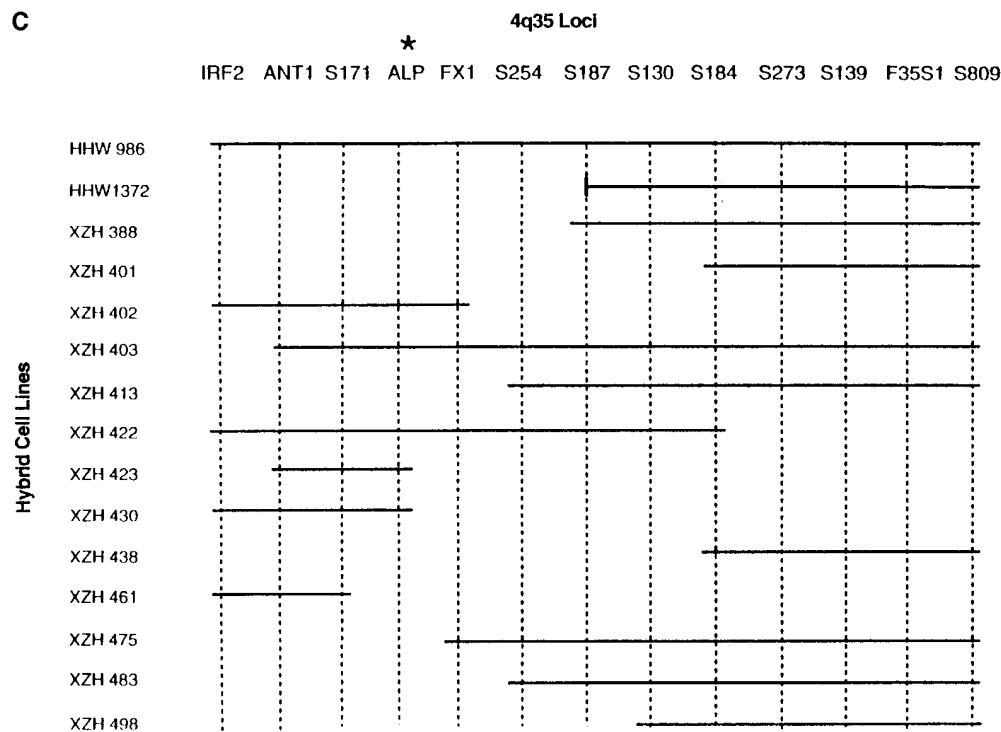 C
4q35 Loci
*
IRF2 ANT1 S171 ALP FX1 S254 S187 S130 S184 S273 S139 F35S1 S809
Hybrid Cell Lines
HHW 986
HHW1372
XZH 388
XZH 401
XZH 402
XZH 403
XZH 413
XZH 422
XZH 423
XZH 430
XZH 438
XZH 461
XZH 475
XZH 483
XZH 498